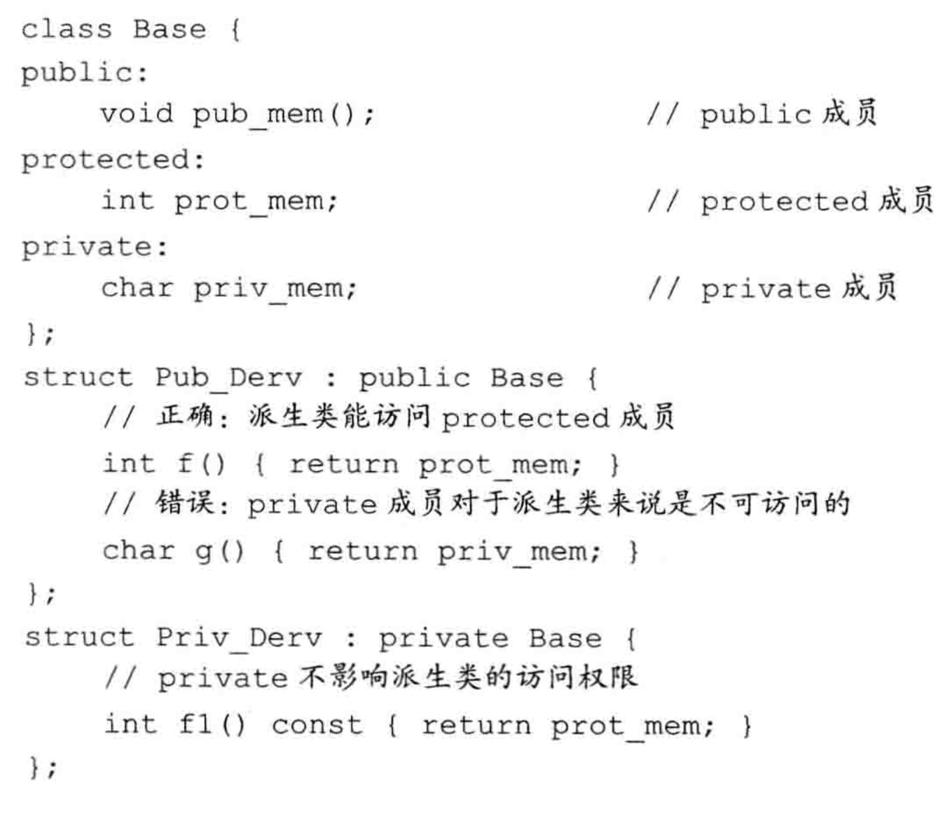 class Base {
public:
    void pub_mem();                 // public 成员
protected:
    int prot_mem;                   // protected 成员
private:
    char priv_mem;                  // private 成员
};
struct Pub_Derv : public Base {
    // 正确：派生类能访问 protected 成员
    int f() { return prot_mem; }
    // 错误：private 成员对于派生类来说是不可访问的
    char g() { return priv_mem; }
};
struct Priv_Derv : private Base {
    // private 不影响派生类的访问权限
    int f1() const { return prot_mem; }
};